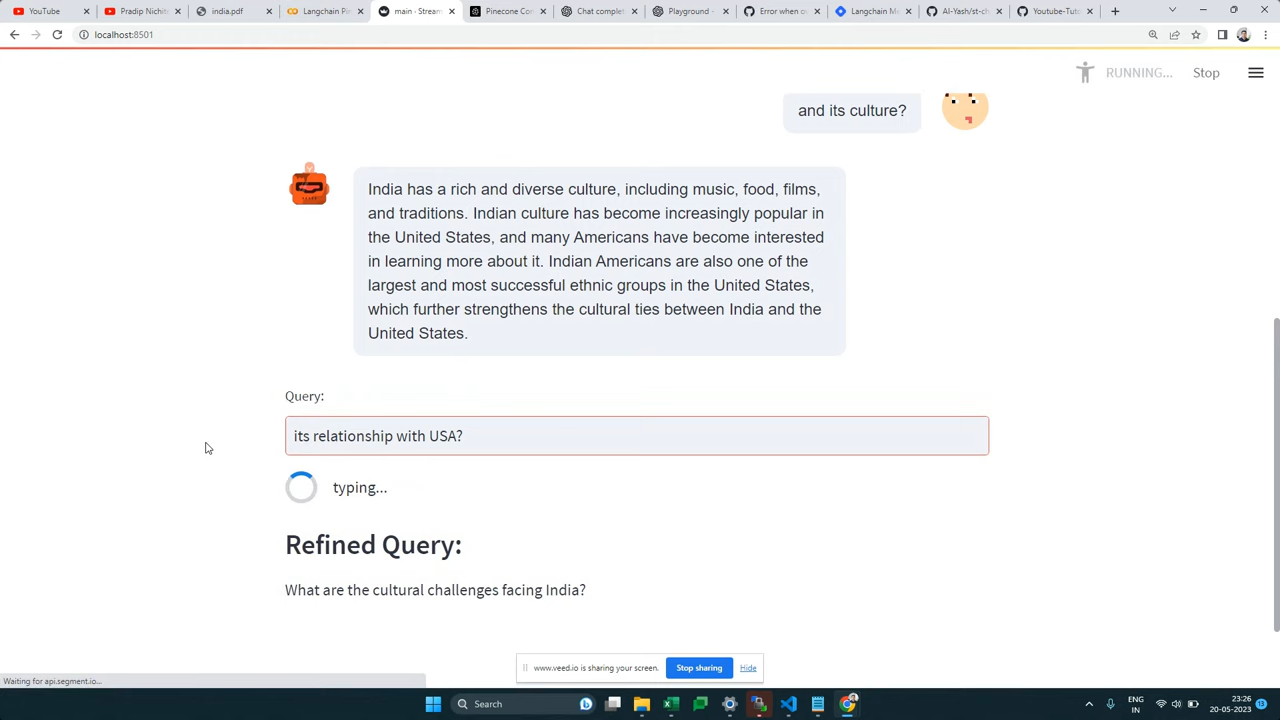 YouTube
Pradip Nichit
india.pdf
Langchain Pi
main - Stream
Pinecone Con
Chat complet
Playground -
Error when c
Langchain M
AI-Yash/st-ch
Youtube-Tuto
localhost:8501
RUNNING...
Stop
and its culture?
India has a rich and diverse culture, including music, food, films,
and traditions. Indian culture has become increasingly popular in
the United States, and many Americans have become interested
in learning more about it. Indian Americans are also one of the
largest and most successful ethnic groups in the United States,
which further strengthens the cultural ties between India and the
United States.
Query:
its relationship with USA?
typing...
Refined Query:
What are the cultural challenges facing India?
www.veed.io is sharing your screen.
Stop sharing
Hide
Waiting for api.segment.io...
Search
ENG
IN
23:26
20-05-2023